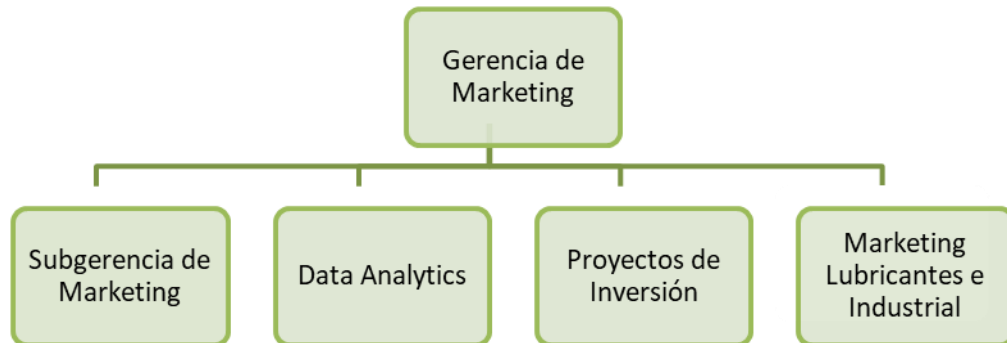 Gerencia de
Marketing
Subgerencia de
Marketing
Data Analytics
Proyectos de
Inversión
Marketing
Lubricantes e
Industrial